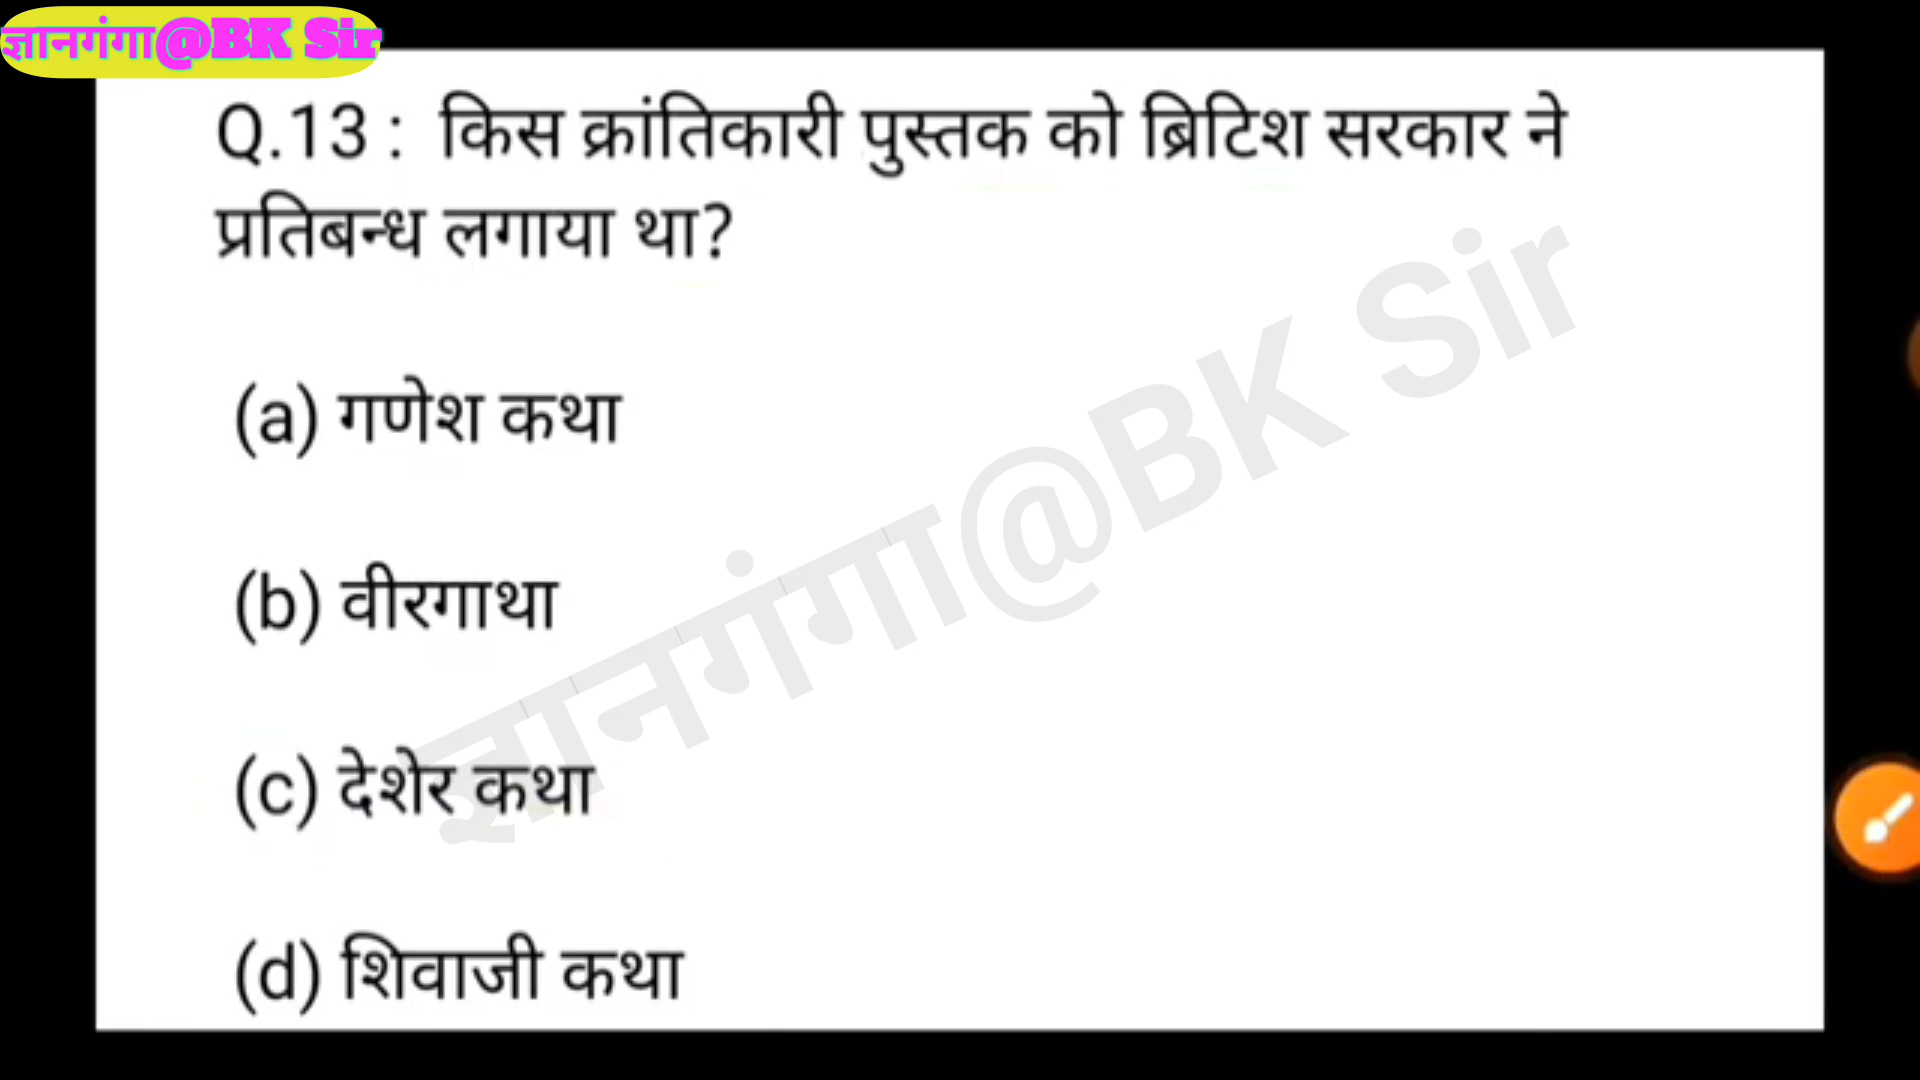 ज्ञानगंगा@BK Sir
Q.13 : किस क्रांतिकारी पुस्तक को ब्रिटिश सरकार ने
प्रतिबन्ध लगाया था?
(a) गणेश कथा
(b) वीरगाथा
(c) देशेर कथा
(d) शिवाजी कथा
ज्ञानगंगा@BK Sir